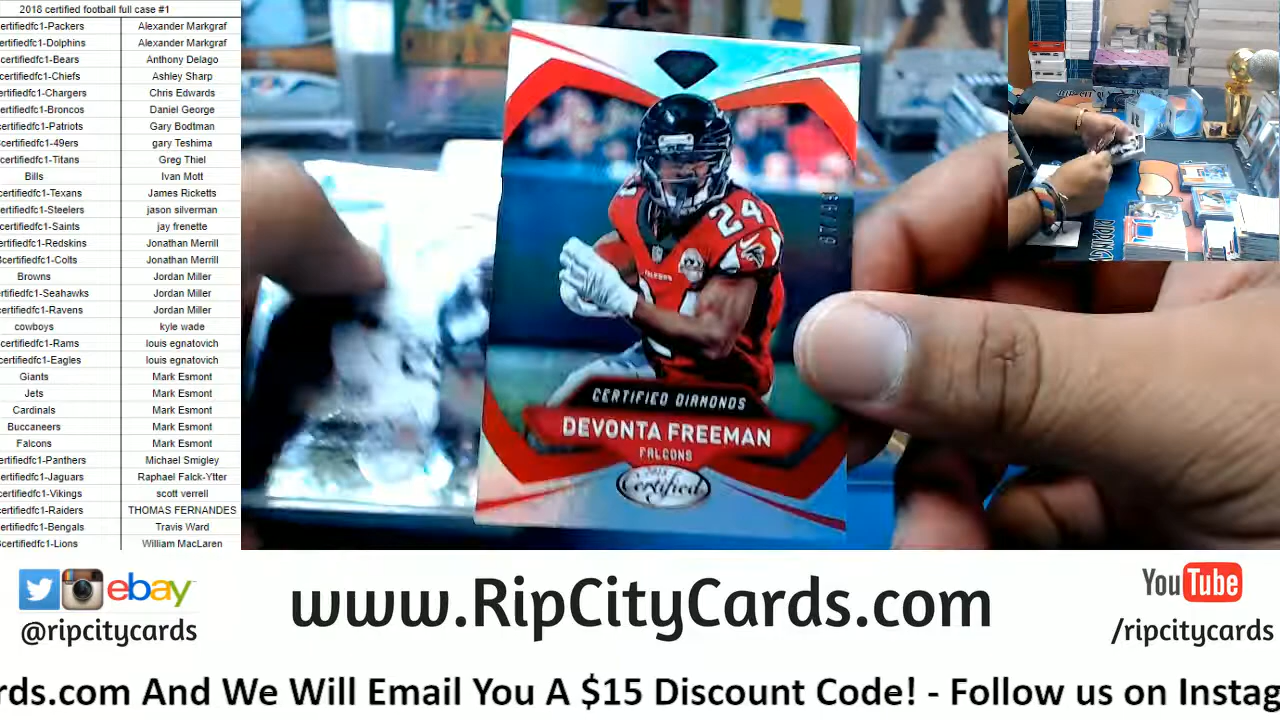 2018 certified football full case #1
ertifiedfc1-Packers Alexander Markgraf
ertifiedfc1-Dolphins Alexander Markgraf
certifiedfc1-Bears Anthony Delago
certifiedfc1-Chiefs Ashley Sharp
ertifiedfc1-Chargers Chris Edwards
ertifiedfc1-Broncos Daniel George
certifiedfc1-Patriots Gary Bodtman
certifiedfc1-49ers gary Teshima
certifiedfc1-Titans Greg Thiel
Bills Ivan Mott
certifiedfc1-Texans James Ricketts
ertifiedfc1-Steelers jason silverman
certifiedfc1-Saints jay frenette
ertifiedfc1-Redskins Jonathan Merrill
certifiedfc1-Colts Jonathan Merrill
Browns Jordan Miller
rtifiedfc1-Seahawks Jordan Miller
certifiedfc1-Ravens Jordan Miller
cowboys kyle wade
certifiedfc1-Rams louis egnatovich
certifiedfc1-Eagles louis egnatovich
Giants Mark Esmont
Jets Mark Esmont
Cardinals Mark Esmont
Buccaneers Mark Esmont
Falcons Mark Esmont
ertifiedfc1-Panthers Michael Smigley
ertifiedfc1-Jaguars Raphael Falck-Ytter
certifiedfc1-Vikings scott verrell
certifiedfc1-Raiders THOMAS FERNANDES
ertifiedfc1-Bengals Travis Ward
certifiedfc1-Lions William MacLaren
24
FALCONS
CERTIFIED DIAMONDS
DEVONTA FREEMAN
FALCONS
Certified
ebay
@ripcitycards
www.RipCityCards.com
YouTube
/ripcitycards
rds.com And We Will Email You A $15 Discount Code! - Follow us on Instag